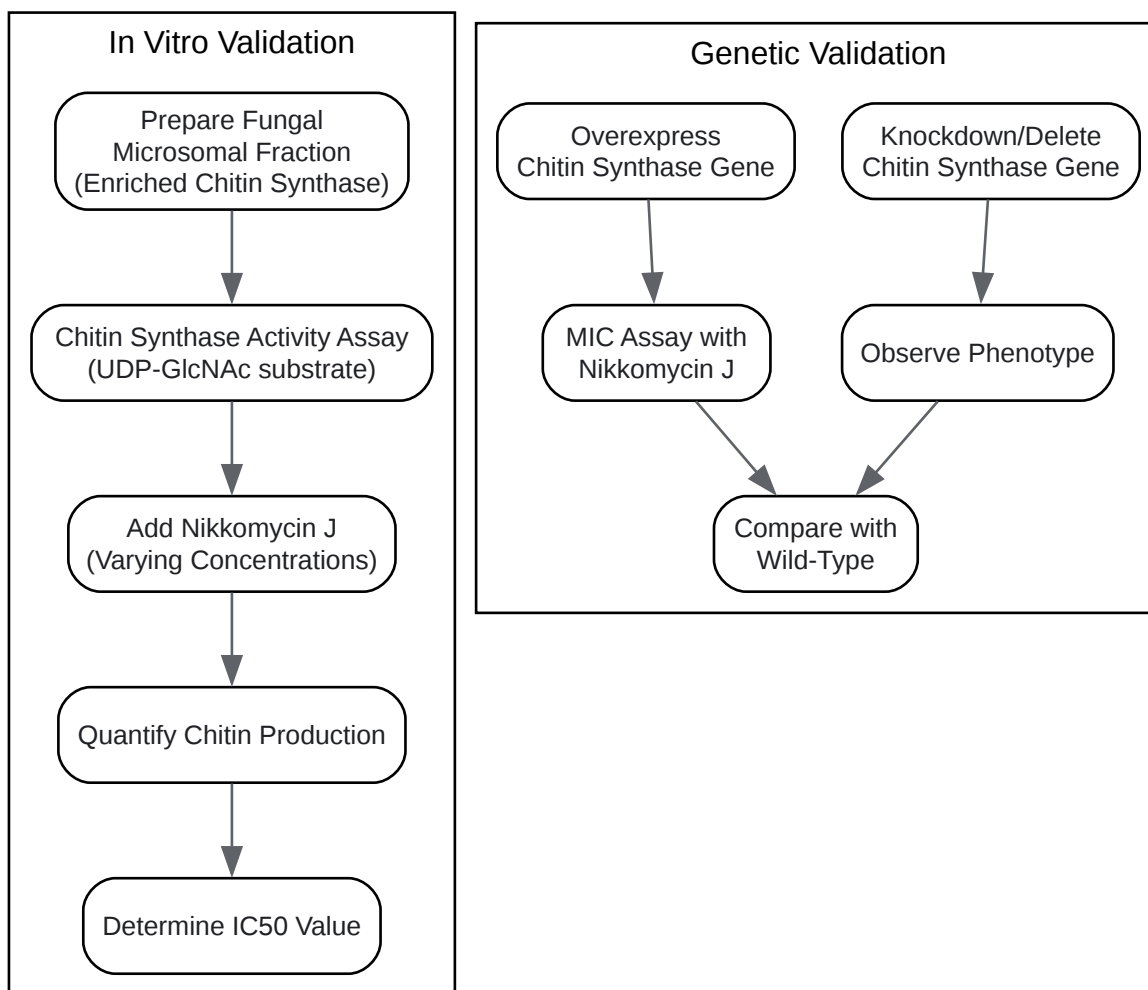 In Vitro Validation
Prepare Fungal
Microsomal Fraction
(Enriched Chitin Synthase)
Chitin Synthase Activity Assay
(UDP-GlcNAc substrate)
Add Nikkomycin J
(Varying Concentrations)
Quantify Chitin Production
Determine IC50 Value
Genetic Validation
Overexpress
Chitin Synthase Gene
Knockdown/Delete
Chitin Synthase Gene
MIC Assay with
Nikkomycin J
Observe Phenotype
Compare with
Wild-Type